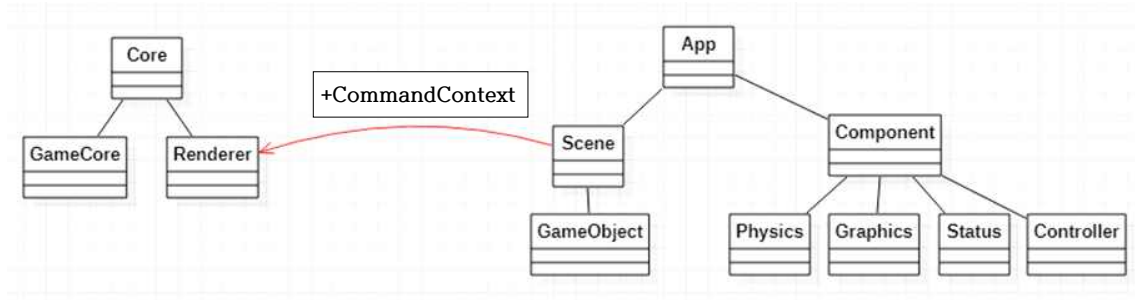 Core
App
+CommandContext
GameCore
Renderer
Scene
Component
GameObject
Physics
Graphics
Status
Controller